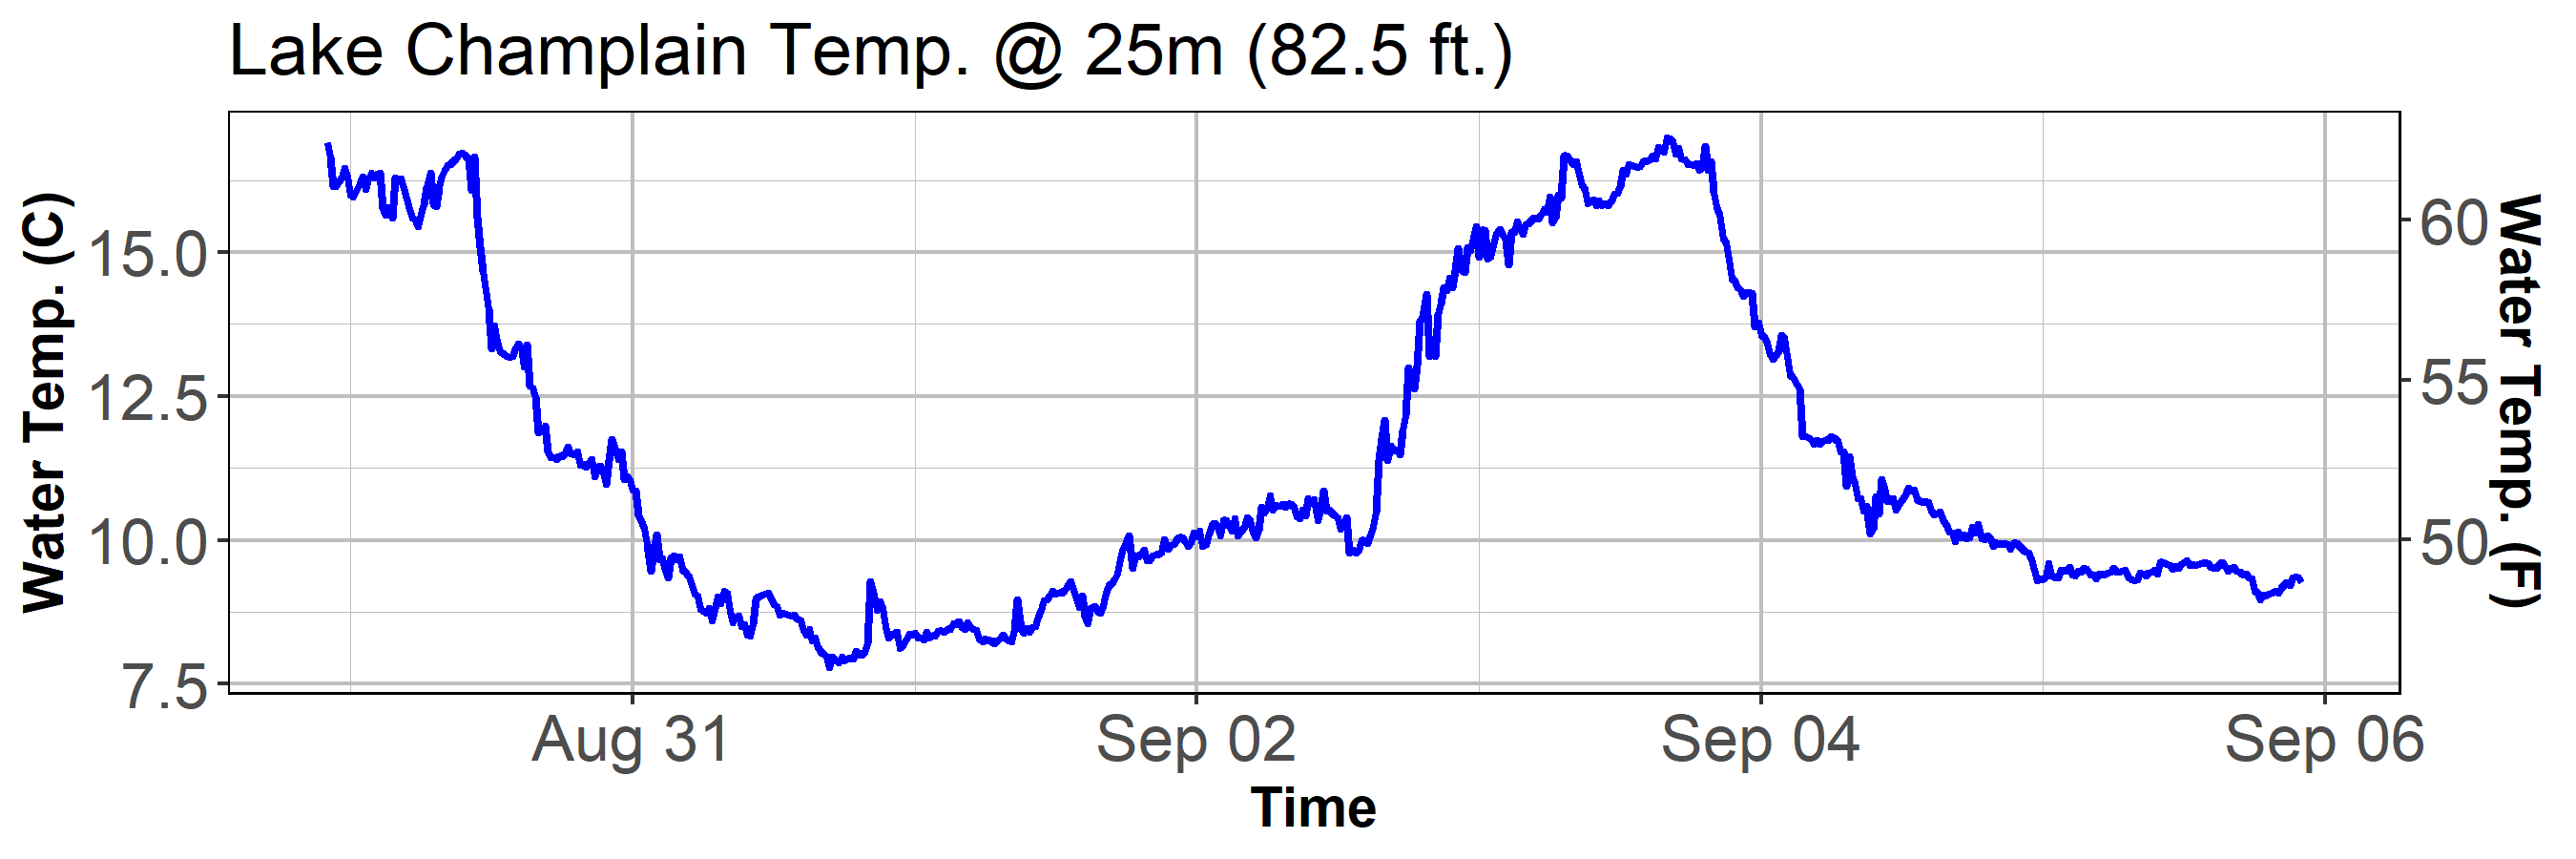 Lake Champlain Temp. @ 25m (82.5 ft.)
Water Temp. (C)
15.0
12.5
10.0
7.5
60
55
50
Water Temp. (F)
Aug 31 Sep 02 Sep 04 Sep 06
Time